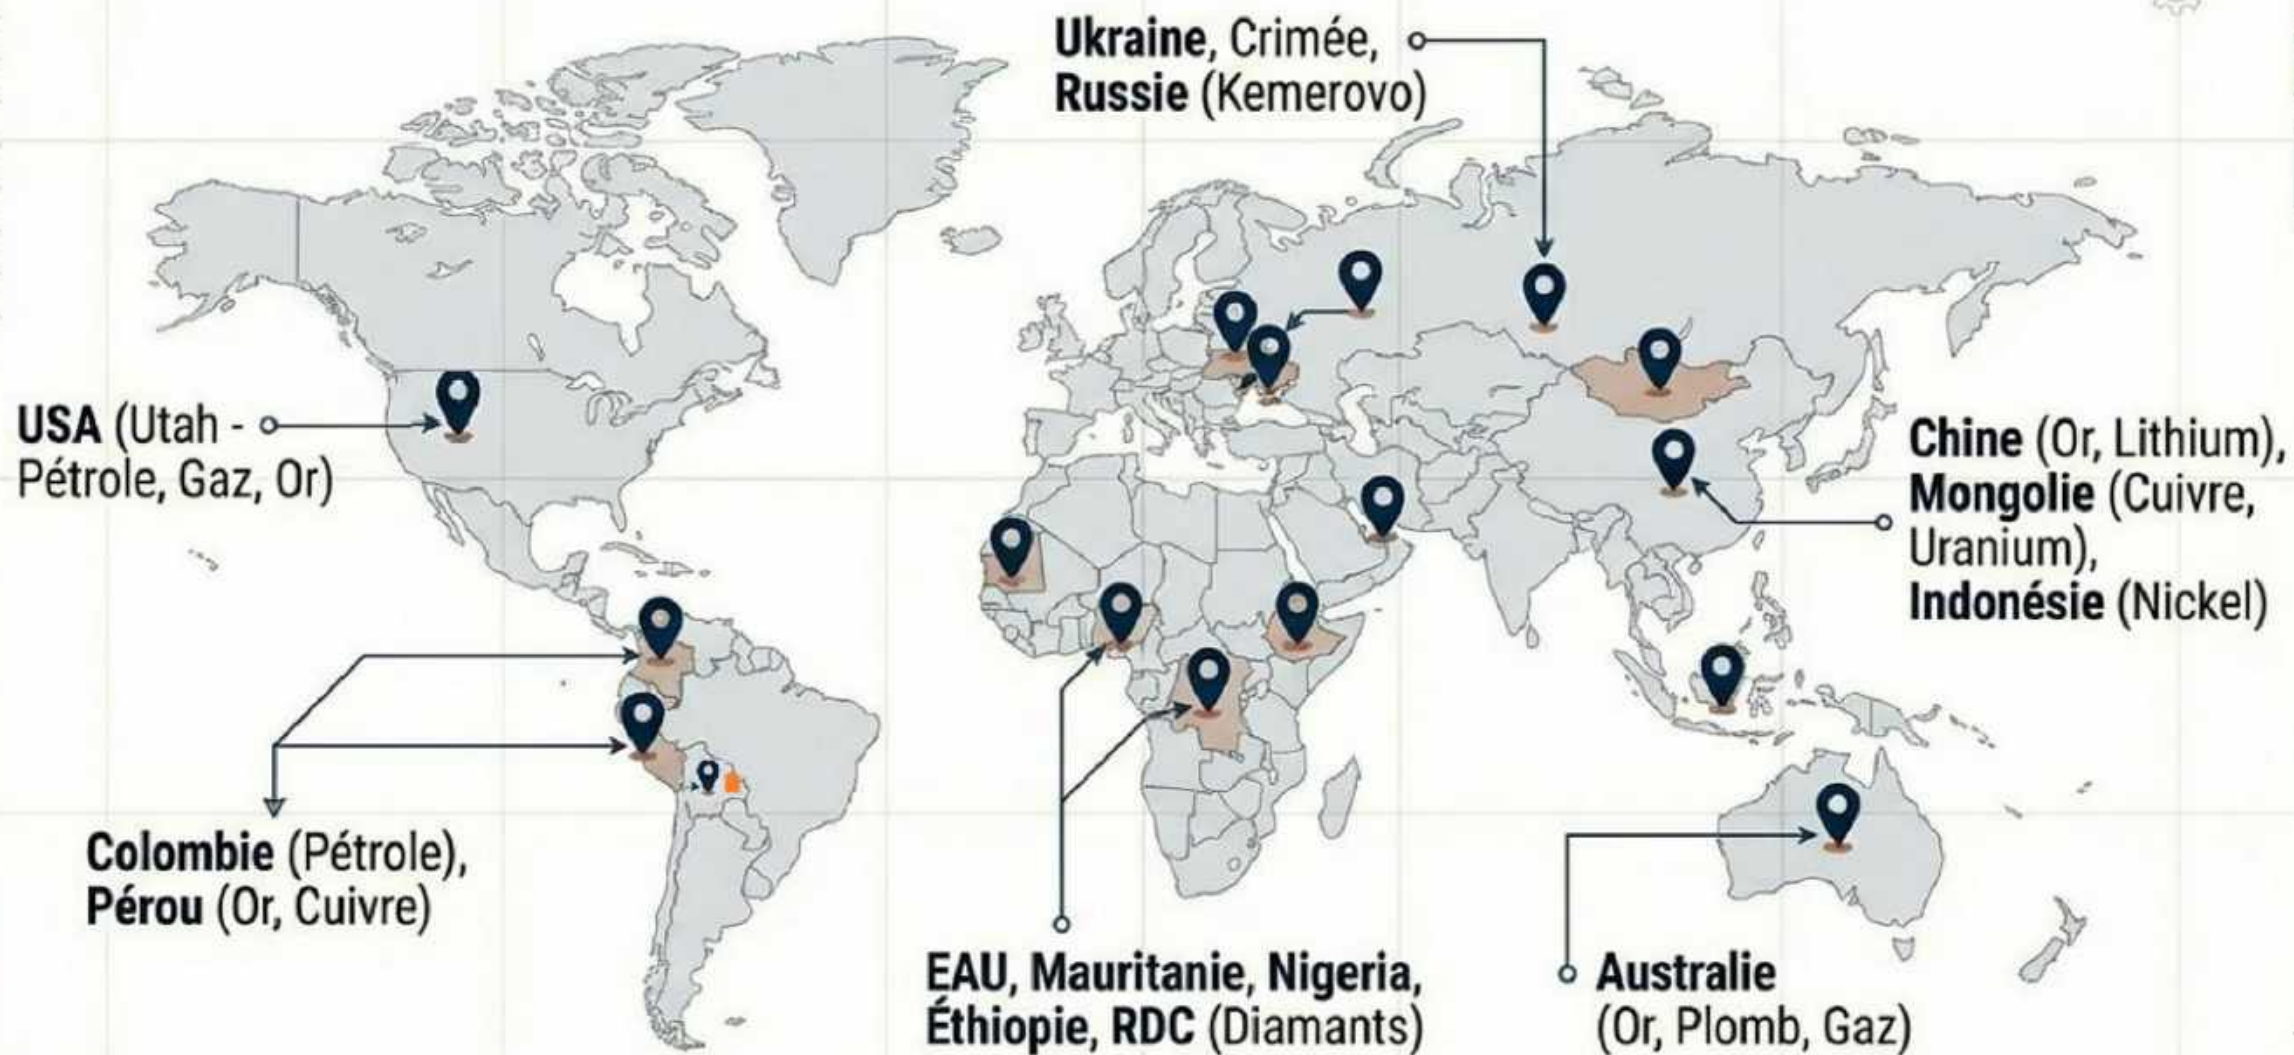 Ukraine, Crimée,
Russie (Kemerovo)
USA (Utah -
Pétrole, Gaz, Or)
Chine (Or, Lithium),
Mongolie (Cuivre,
Uranium),
Indonésie (Nickel)
Colombie (Pétrole),
Pérou (Or, Cuivre)
EAU, Mauritanie, Nigeria,
Éthiopie, RDC (Diamants)
Australie
(Or, Plomb, Gaz)